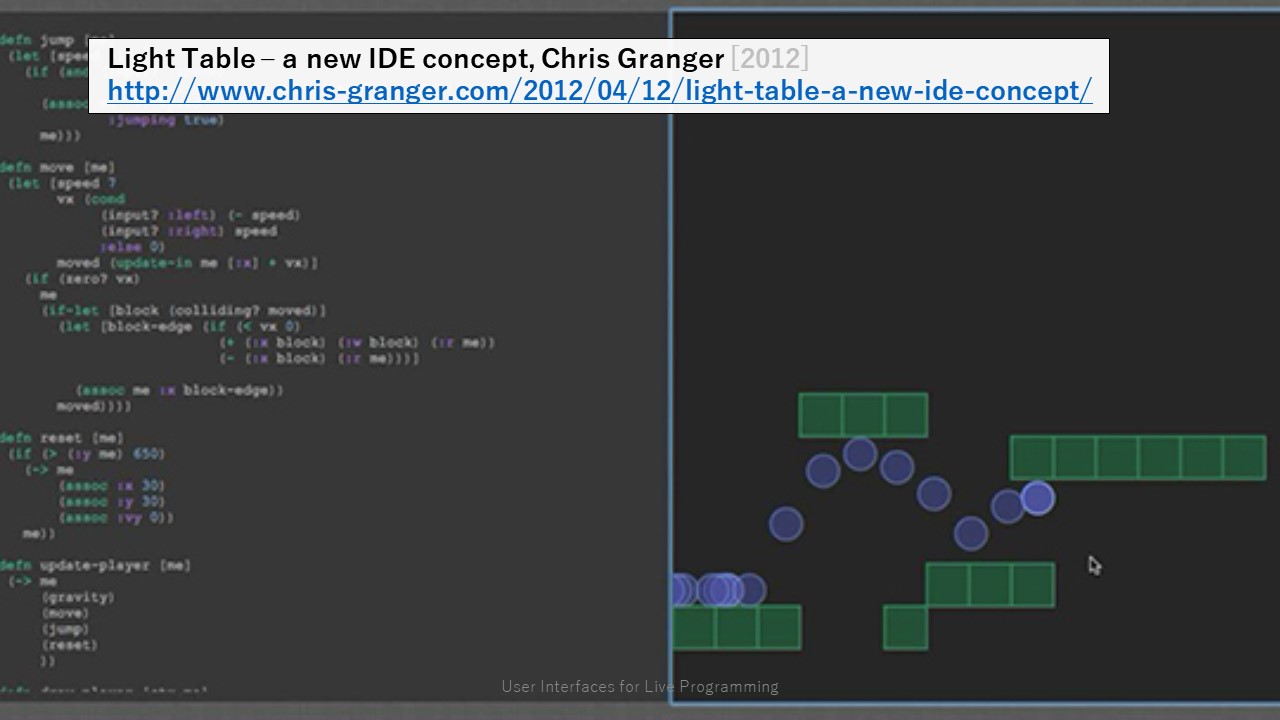 Light Table – a new IDE concept, Chris Granger [2012]
http://www.chris-granger.com/2012/04/12/light-table-a-new-ide-concept/
defn jump
(let [spee
(if (and
(assoc
:jumping true)
me)))
defn move [me]
(let [speed 7
vx (cond
(input? :left) (- speed)
(input? :right) speed
:else 0)
moved (update-in me [:x] + vx)]
(if (zero? vx)
me
(if-let [block (colliding? moved)]
(let [block-edge (if (< vx 0)
(+ (:x block) (:w block) (:r me))
(- (:x block) (:r me)))]
(assoc me :x block-edge))
moved))))
defn reset [me]
(if (> (:y me) 650)
(-> me
(assoc :x 30)
(assoc :y 30)
(assoc :vy 0))
me))
defn update-player [me]
(-> me
(gravity)
(move)
(jump)
(reset)
))
User Interfaces for Live Programming